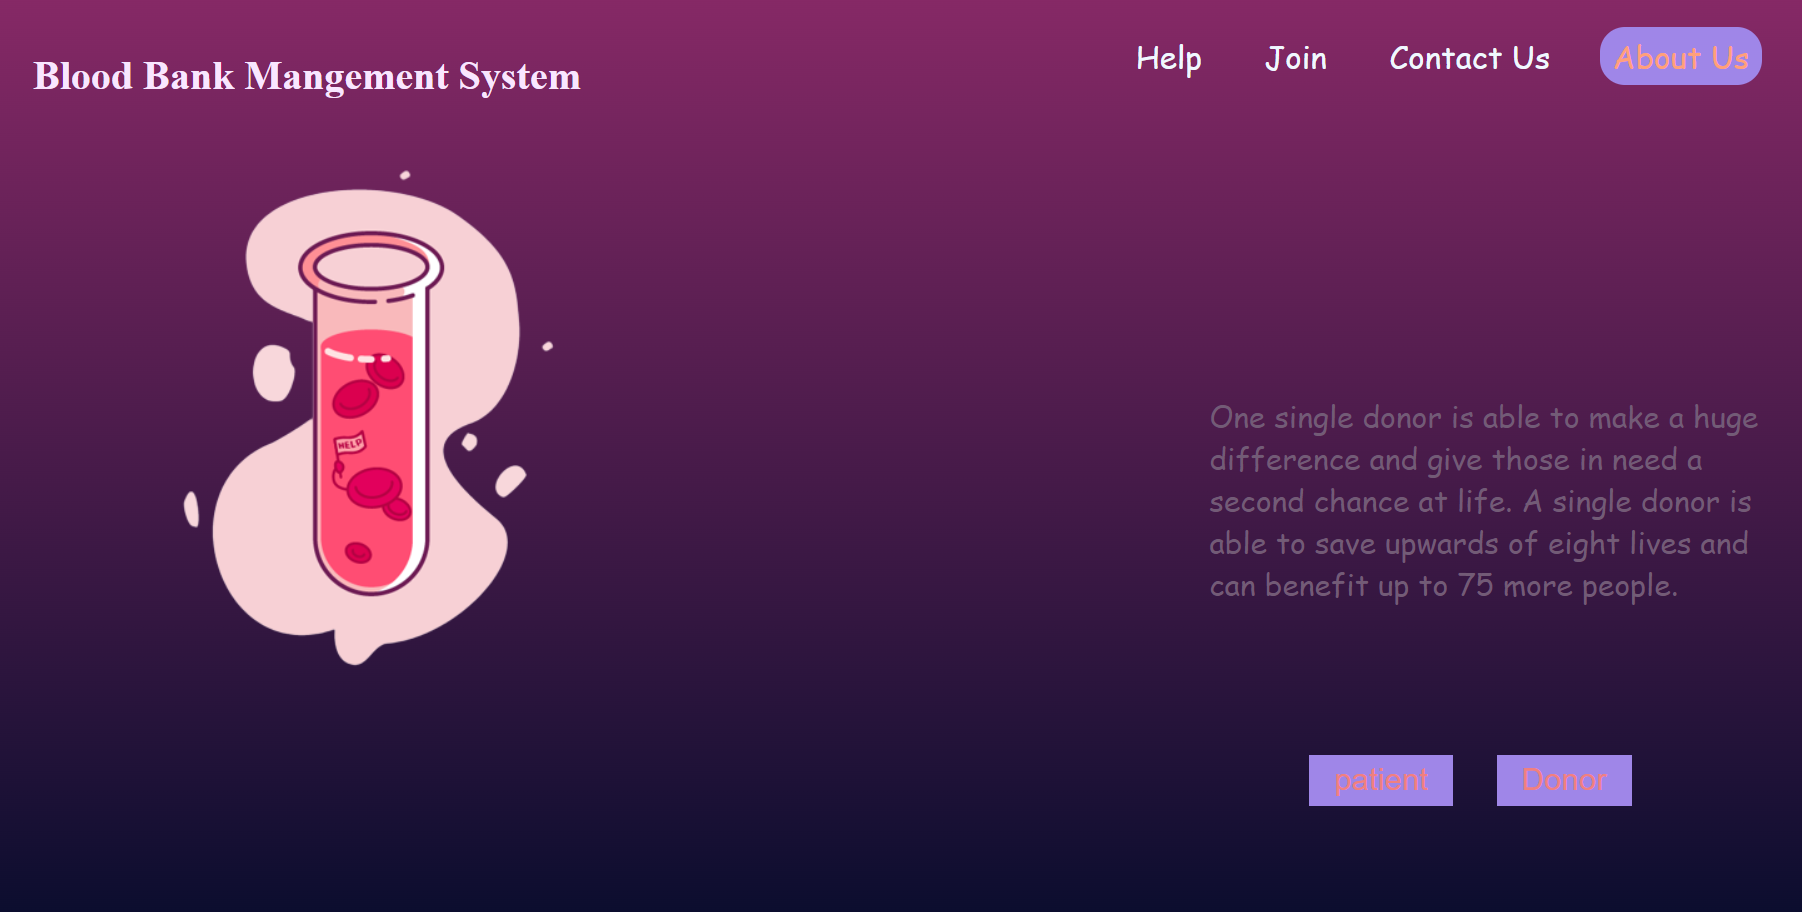 Blood Bank Mangement System
Help Join Contact Us About Us
HELP
One single donor is able to make a huge
difference and give those in need a
second chance at life. A single donor is
able to save upwards of eight lives and
can benefit up to 75 more people.
patient Donor